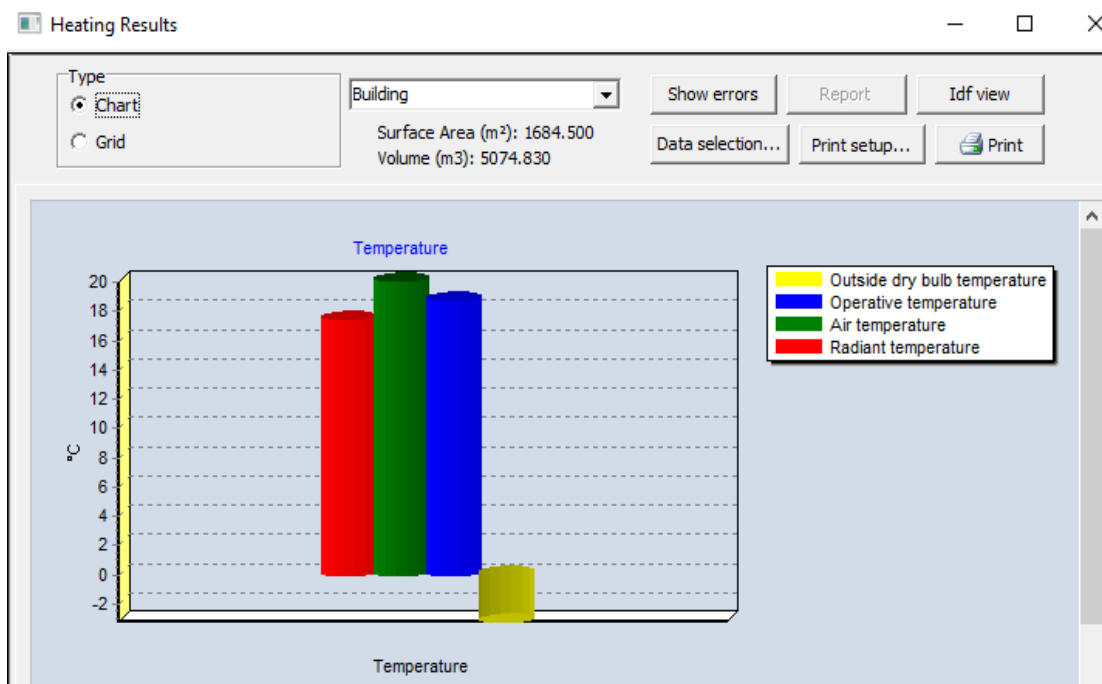 Heating Results
Type
Chart
Grid
Building
Surface Area (m²): 1684.500
Volume (m3): 5074.830
Show errors
Report
Idf view
Data selection...
Print setup...
Print
Temperature
20
18
16
14
12
10
8
6
4
2
0
-2
°C
Outside dry bulb temperature
Operative temperature
Air temperature
Radiant temperature
Temperature